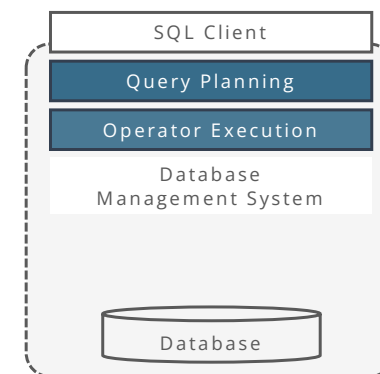 SQL Client
Query Planning
Operator Execution
Database
Management System
Database